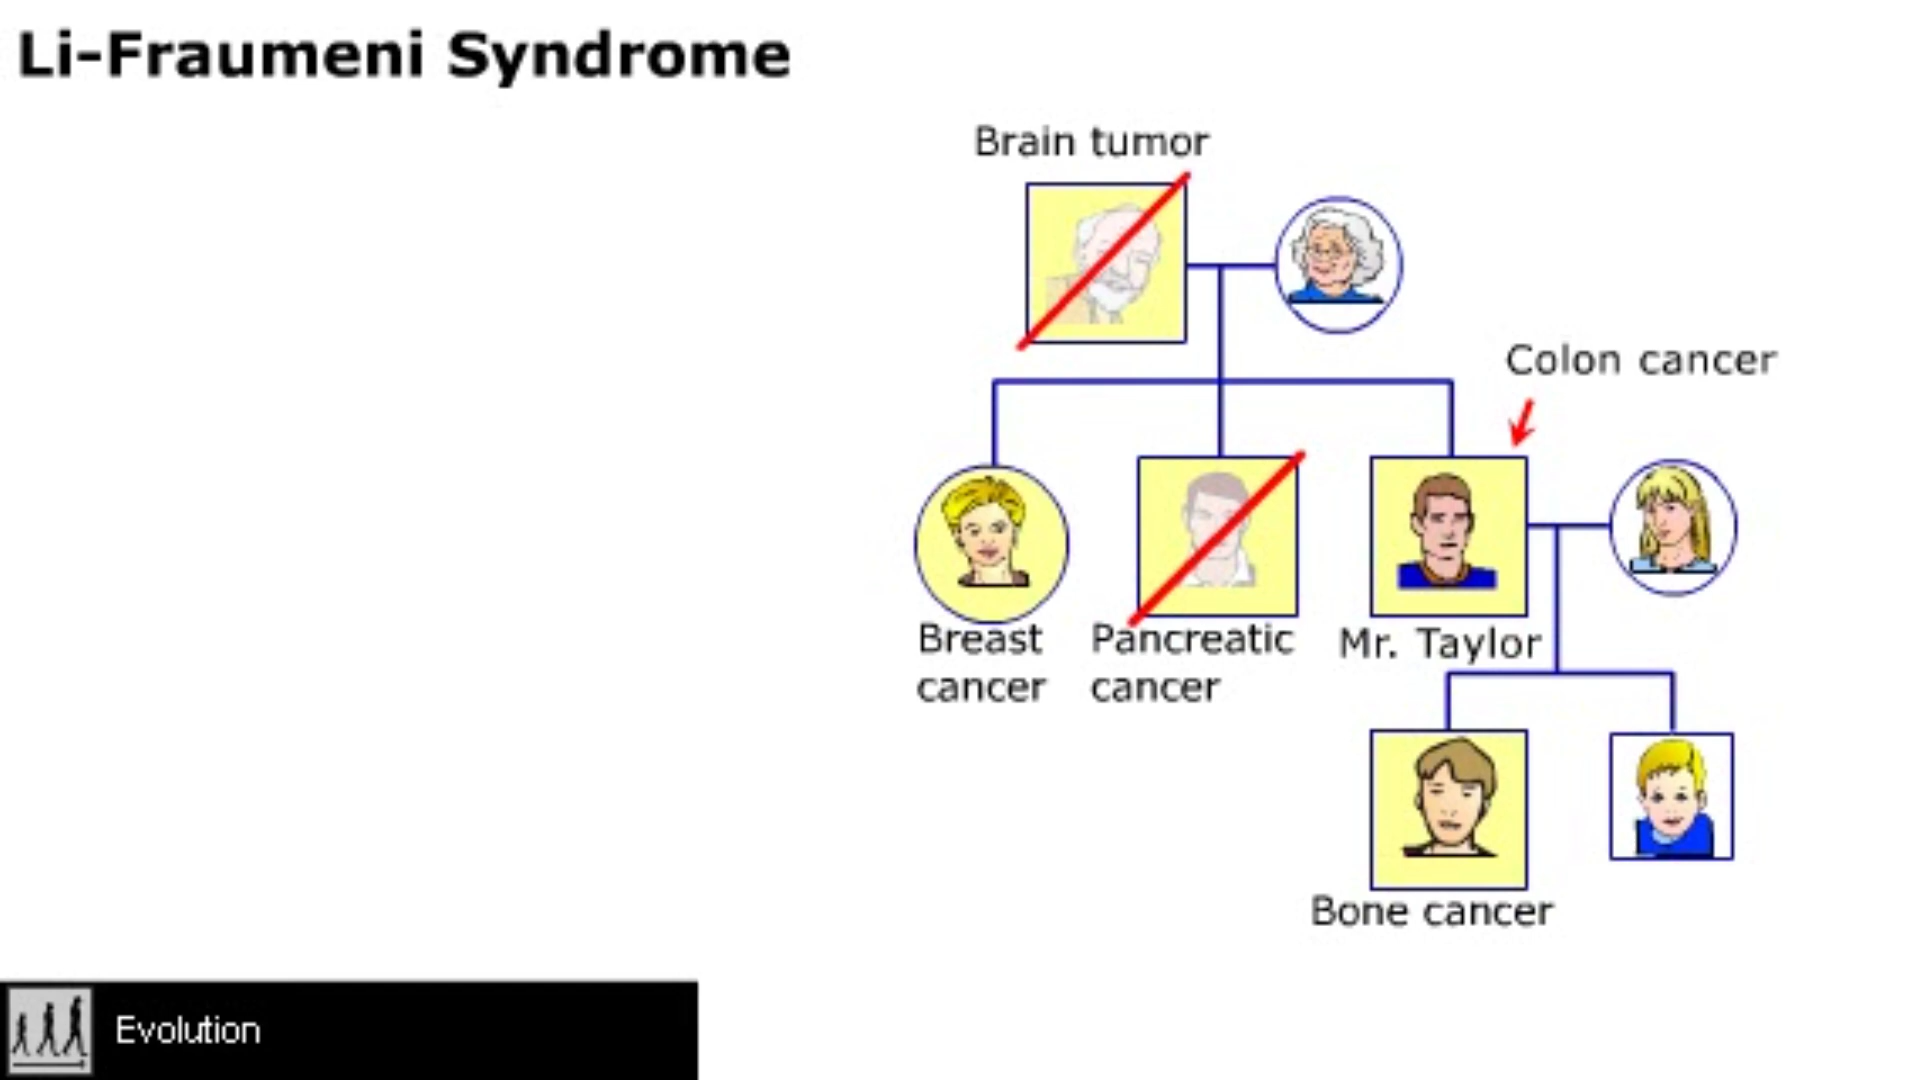 Li-Fraumeni Syndrome
Brain tumor
Colon cancer
Breast
cancer
Pancreatic
cancer
Mr. Taylor
Bone cancer
Evolution